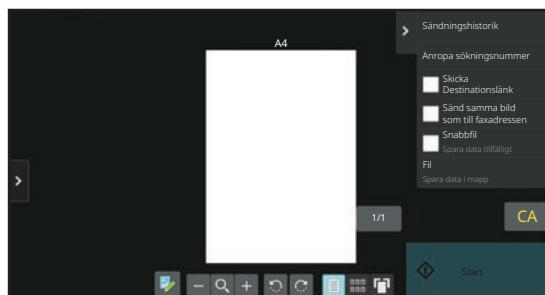 A4
1/1
Sändningshistorik
Anropa sökningsnummer
Skicka
Destinationslänk
Sänd samma bild
som till faxadressen
Snabbfil
Spara data tillfälligt
Fil
Spara data i mapp
CA
Start